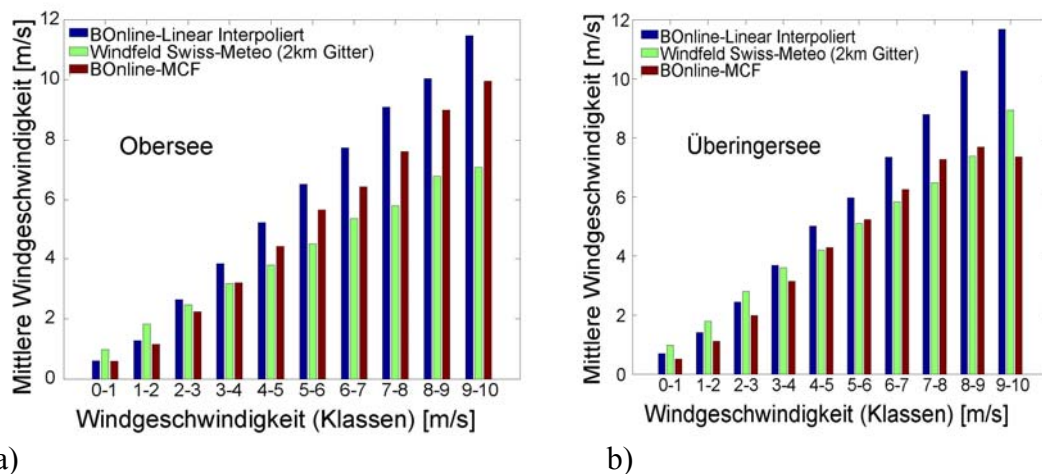 Mittlere Windgeschwindigkeit [m/s]
12
10
8
6
4
2
0
BOnline-Linear Interpoliert
Windfeld Swiss-Meteo (2km Gitter)
BOnline-MCF
Obersee
0-1 1-2 2-3 3-4 4-5 5-6 6-7 7-8 8-9 9-10
Windgeschwindigkeit (Klassen) [m/s]
a)
Mittlere Windgeschwindigkeit [m/s]
12
10
8
6
4
2
0
BOnline-Linear Interpoliert
Windfeld Swiss-Meteo (2km Gitter)
BOnline-MCF
Überingersee
0-1 1-2 2-3 3-4 4-5 5-6 6-7 7-8 8-9 9-10
Windgeschwindigkeit (Klassen) [m/s]
b)